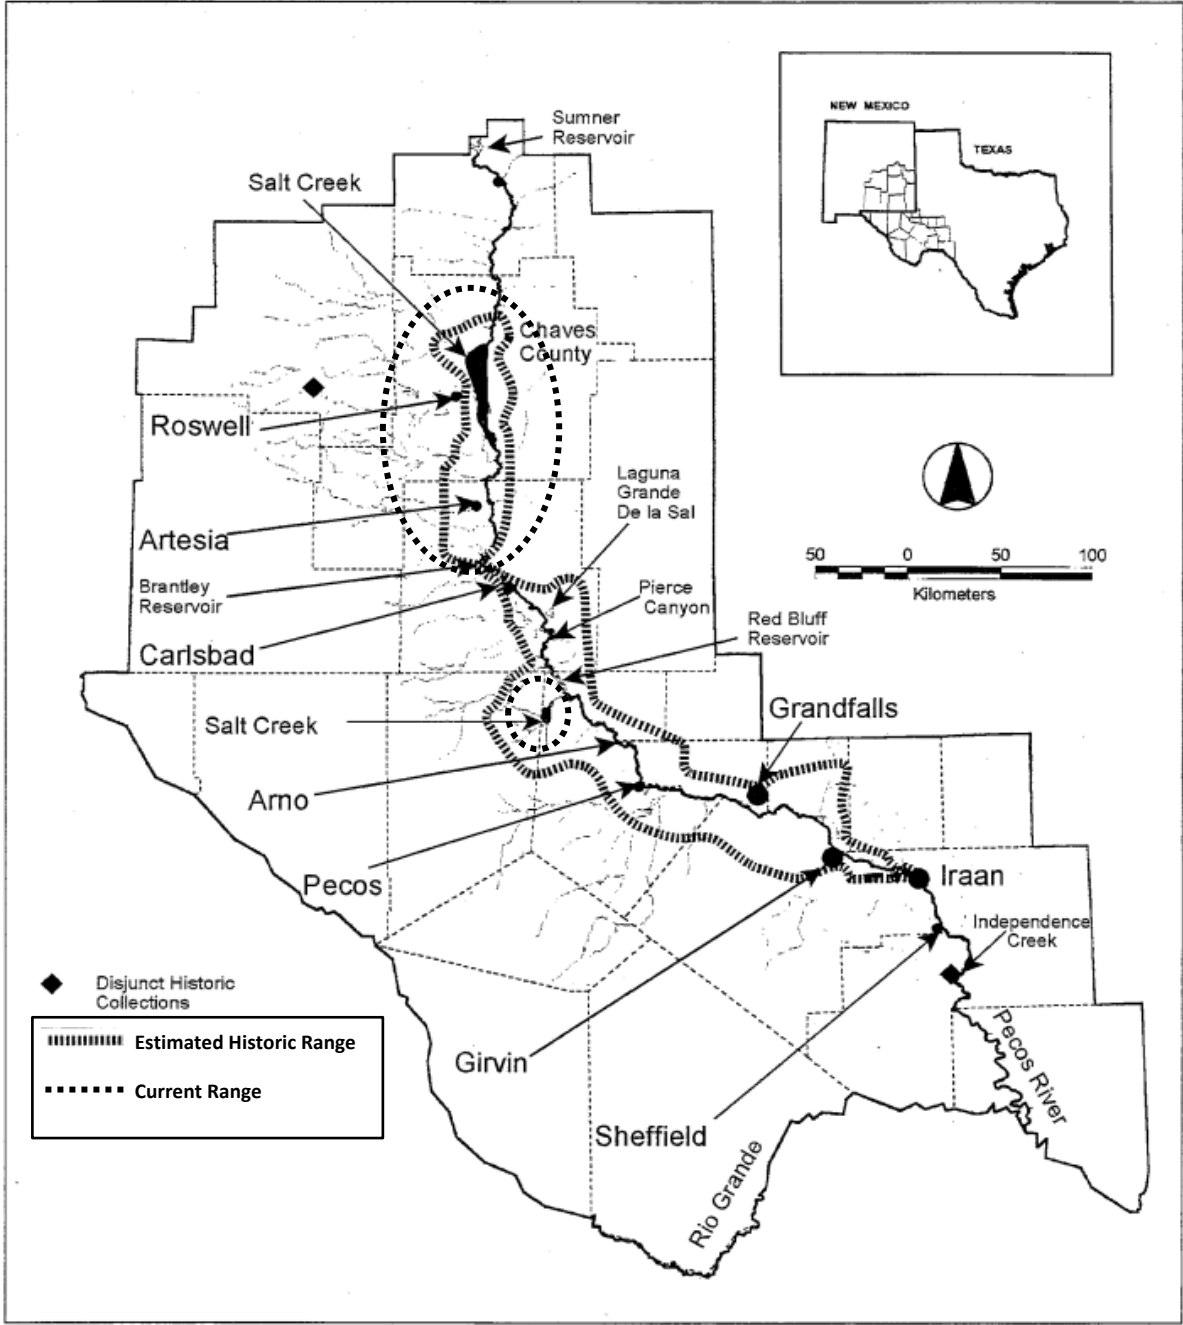 NEW MEXICO
TEXAS
Sumner
Reservoir
Salt Creek
Chaves
County
Roswell
Laguna
Grande
De la Sal
Artesia
50
0
50
100
Kilometers
Brantley
Reservoir
Pierce
Canyon
Red Bluff
Reservoir
Carlsbad
Salt Creek
Grandfalls
Arno
Pecos
Iraan
Independence
Creek
Disjunct Historic
Collections
Estimated Historic Range
Current Range
Girvin
Pecos River
Sheffield
Rio Grande